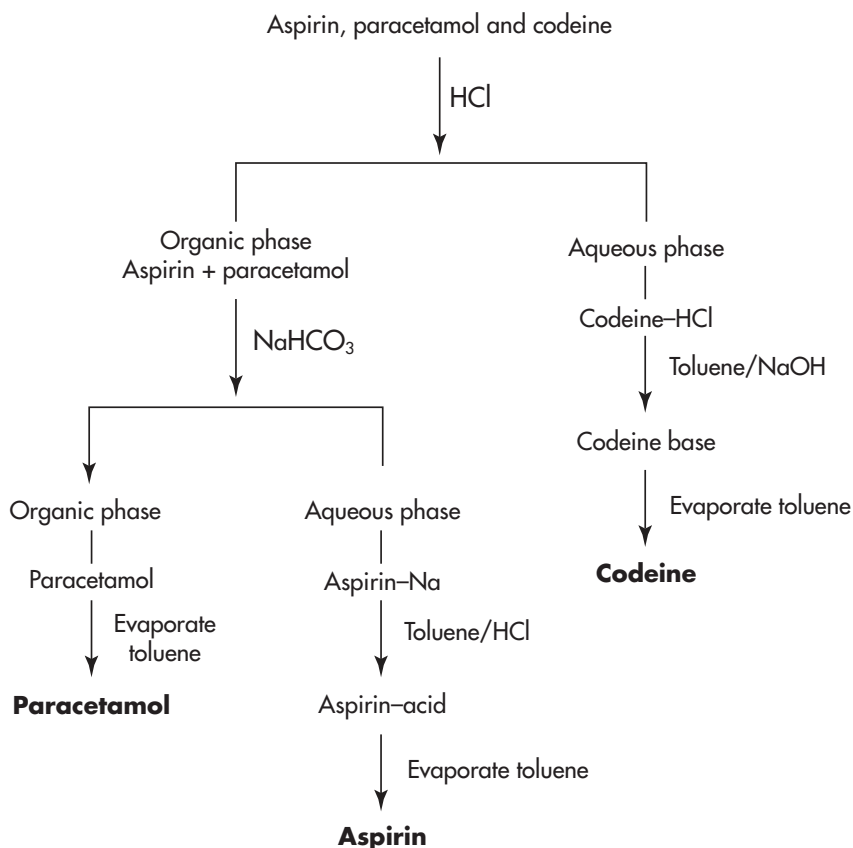 Aspirin, paracetamol and codeine
HCl
Organic phase
Aspirin + paracetamol
Aqueous phase
Codeine–HCl
NaHCO₃
Toluene/NaOH
Codeine base
Organic phase
Aqueous phase
Evaporate toluene
Paracetamol
Aspirin–Na
Codeine
Evaporate
toluene
Toluene/HCl
Paracetamol
Aspirin–acid
Evaporate toluene
Aspirin